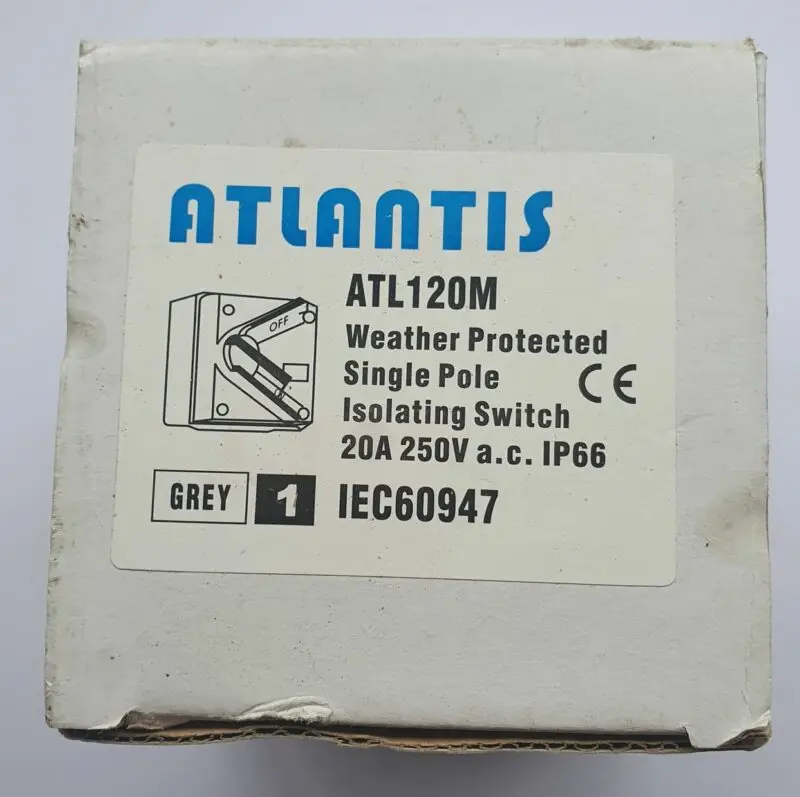 ATLANTIS
ATL120M
OFF
Weather Protected
Single Pole
Isolating Switch
CE
20A 250V a.c. IP66
GREY 1 IEC60947